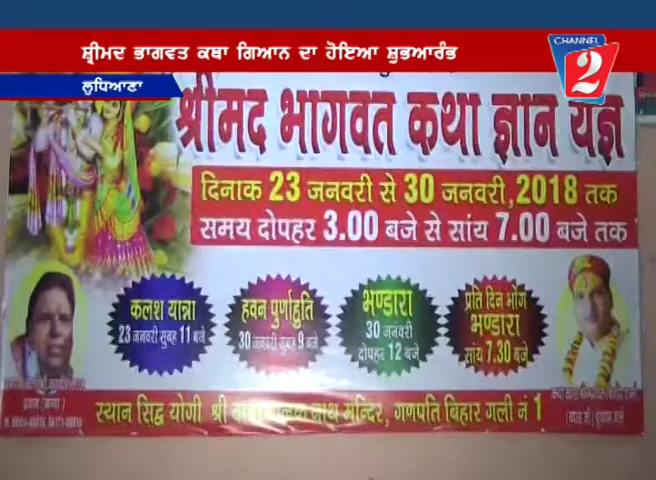 CHANNEL
2
ਸ਼੍ਰੀਮਦ ਭਾਗਵਤ ਕਥਾ ਗਿਆਨ ਦਾ ਹੋਇਆ ਸ਼ੁਭਆਰੰਭ
ਲੁਧਿਆਣਾ
श्रीमद भागवत कथा ज्ञान यज्ञ
दिनाक 23 जनवरी से 30 जनवरी, 2018 तक
समय दोपहर 3.00 बजे से सांय 7.00 बजे तक
कलश यात्रा
23 जनवरी सुबह 11 बजे
हवन पुर्णाहुति
30 जनवरी सुबह 9 बजे
भण्डारा
30 जनवरी
दोपहर 12 बजे
प्रति दिन भोग
भण्डारा
सांय 7.30 बजे
स्थान सिद्ध योगी श्री नाथ मन्दिर, गणपति बिहार गली नं 1